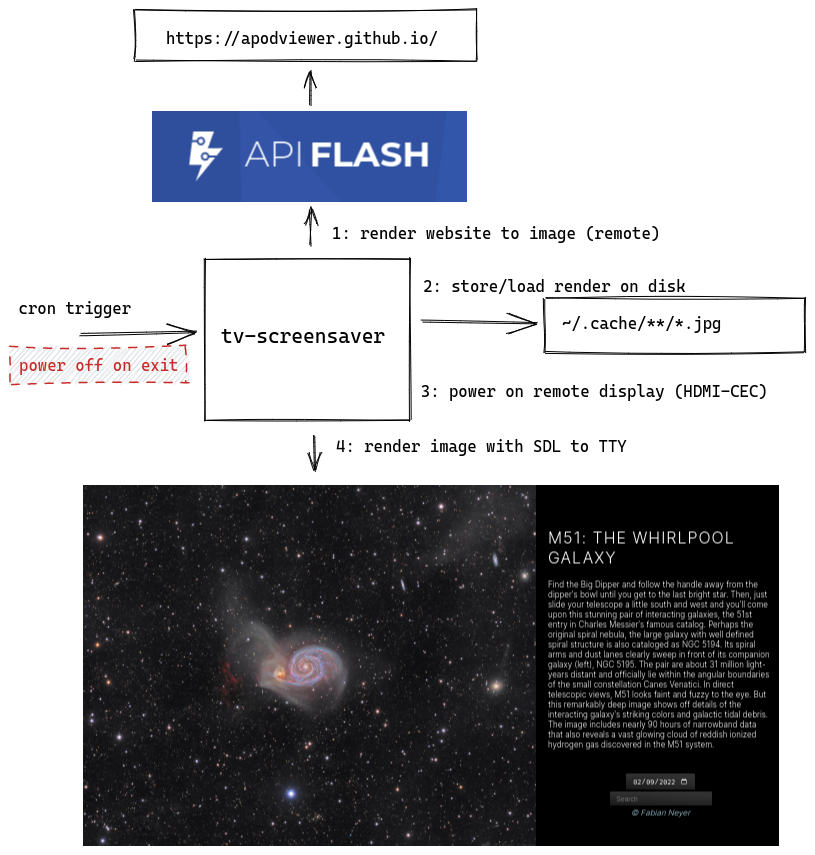 https://apodviewer.github.io/
API FLASH
1: render website to image (remote)
2: store/load render on disk
cron trigger
~/.cache/**/*.jpg
tv-screensaver
power off on exit
3: power on remote display (HDMI-CEC)
4: render image with SDL to TTY
M51: THE WHIRLPOOL
GALAXY
Find the Big Dipper and follow the handle away from the
dipper's bowl until you get to the last bright star. Then, just
slide your telescope a little south and west and you'll come
upon this stunning pair of interacting galaxies, the 51st
entry in Charles Messier's famous catalog. Perhaps the
original spiral nebula, the large galaxy with well defined
spiral structure is also cataloged as NGC 5194. Its spiral
arms and dust lanes clearly sweep in front of its companion
galaxy (left), NGC 5195. The pair are about 31 million light-
years distant and officially lie within the angular boundaries
of the small constellation Canes Venatici. In direct
telescopic views, M51 looks faint and fuzzy to the eye. But
this remarkably deep image shows off details of the
interacting galaxy's striking colors and galactic tidal debris.
The image includes nearly 90 hours of narrowband data
that also reveals a vast glowing cloud of reddish ionized
hydrogen gas discovered in the M51 system.
02/09/2022
Search
© Fabian Neyer